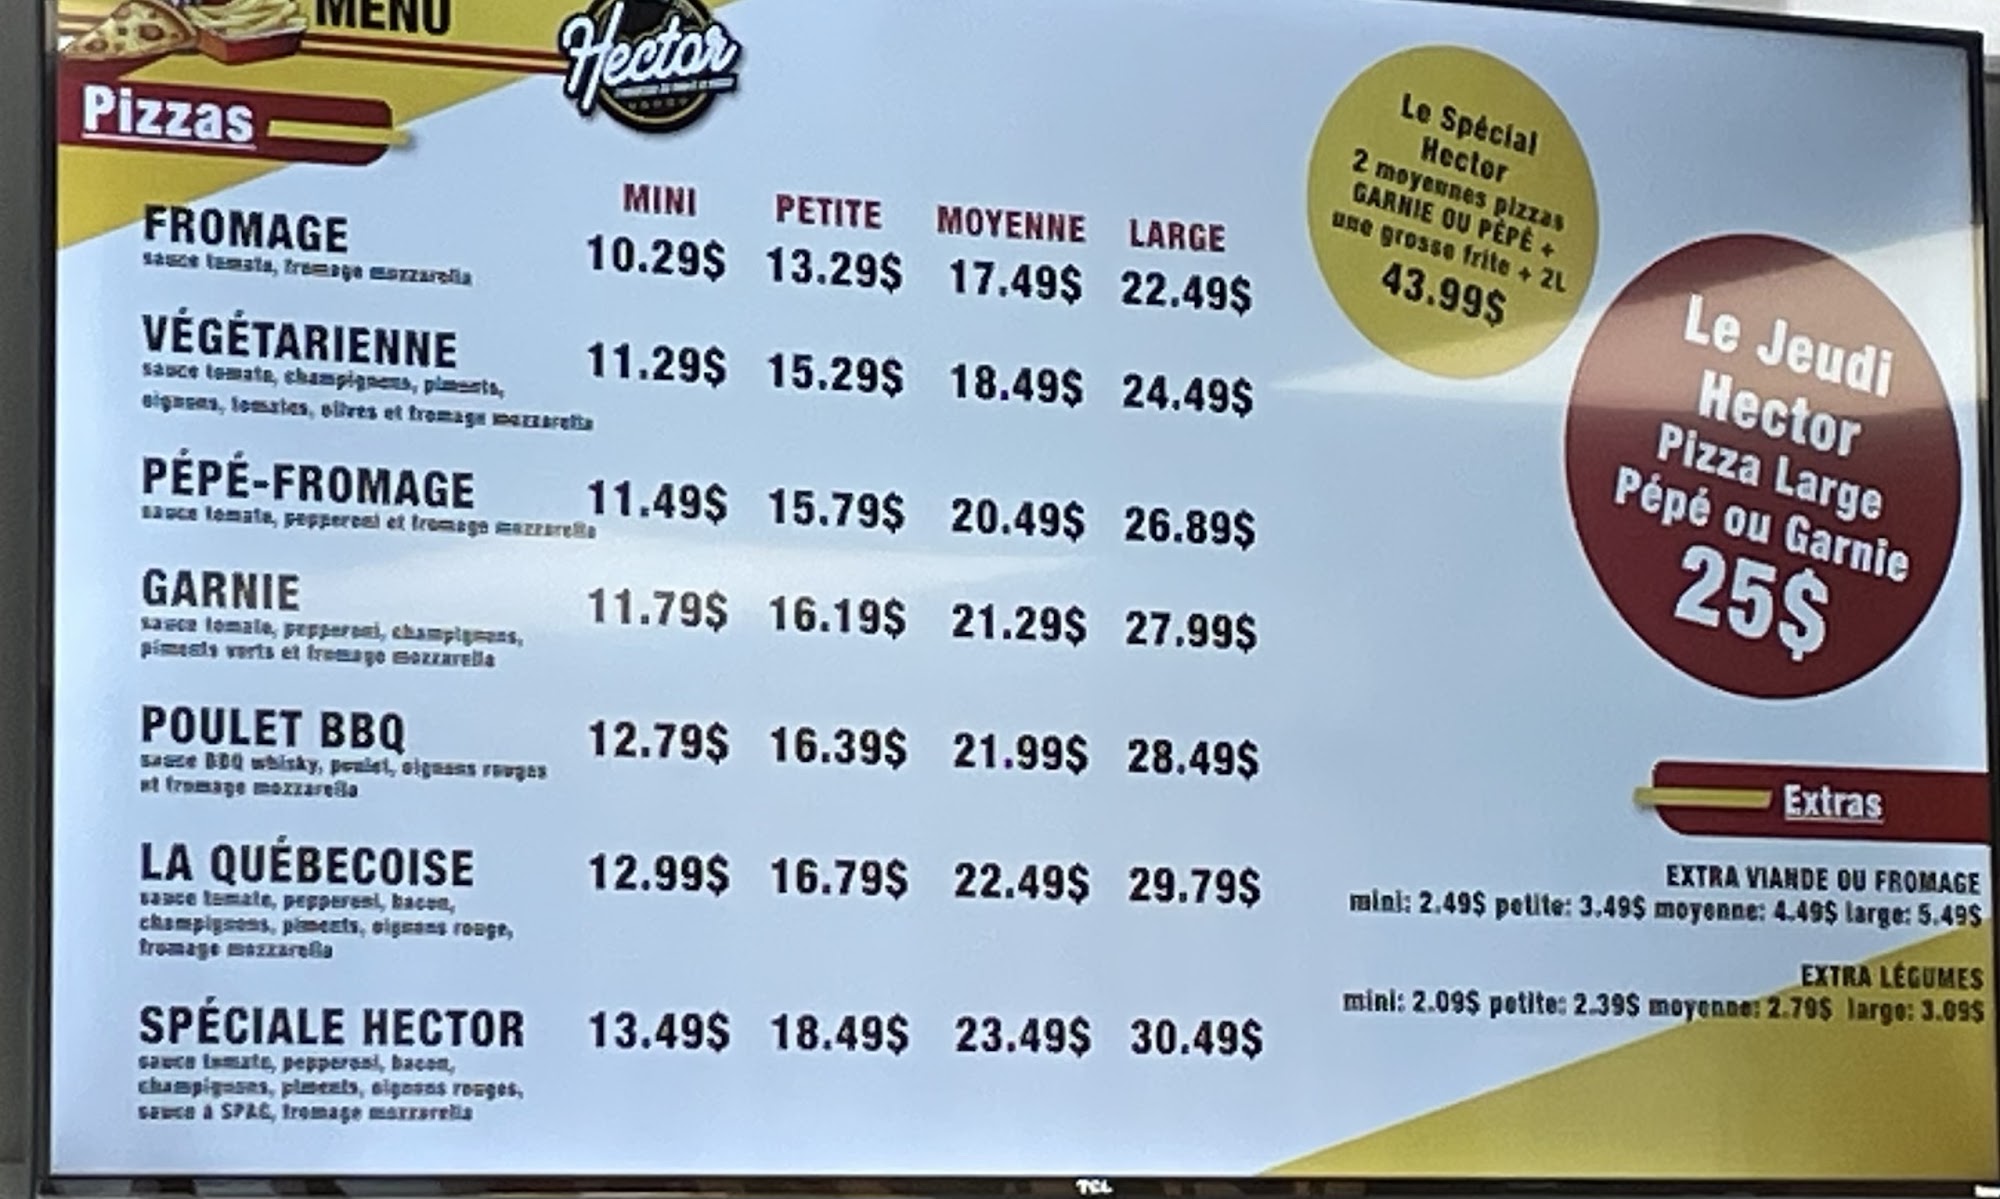 MENU
Hector
Pizzas
MINI PETITE MOYENNE LARGE
FROMAGE 10.29$ 13.29$ 17.49$ 22.49$
sauce tomate, fromage mozzarella
VÉGÉTARIENNE 11.29$ 15.29$ 18.49$ 24.49$
sauce tomate, champignons, piments,
oignons, tomates, olives et fromage mozzarella
PÉPÉ-FROMAGE 11.49$ 15.79$ 20.49$ 26.89$
sauce tomate, pepperoni et fromage mozzarella
GARNIE 11.79$ 16.19$ 21.29$ 27.99$
sauce tomate, pepperoni, champignons,
piments verts et fromage mozzarella
POULET BBQ 12.79$ 16.39$ 21.99$ 28.49$
sauce BBQ whisky, poulet, oignons rouges
et fromage mozzarella
LA QUÉBECOISE 12.99$ 16.79$ 22.49$ 29.79$
sauce tomate, pepperoni, bacon,
champignons, piments, oignons rouge,
fromage mozzarella
SPÉCIALE HECTOR 13.49$ 18.49$ 23.49$ 30.49$
sauce tomate, pepperoni, bacon,
champignons, piments, oignons rouges,
sauce à SPAG, fromage mozzarella
Le Spécial
Hector
2 moyennes pizzas
GARNIE OU PÉPÉ +
une grosse frite + 2L
43.99$
Le Jeudi
Hector
Pizza Large
Pépé ou Garnie
25$
Extras
EXTRA VIANDE OU FROMAGE
mini: 2.49$ petite: 3.49$ moyenne: 4.49$ large: 5.49$
EXTRA LÉGUMES
mini: 2.09$ petite: 2.39$ moyenne: 2.79$ large: 3.09$
TCL